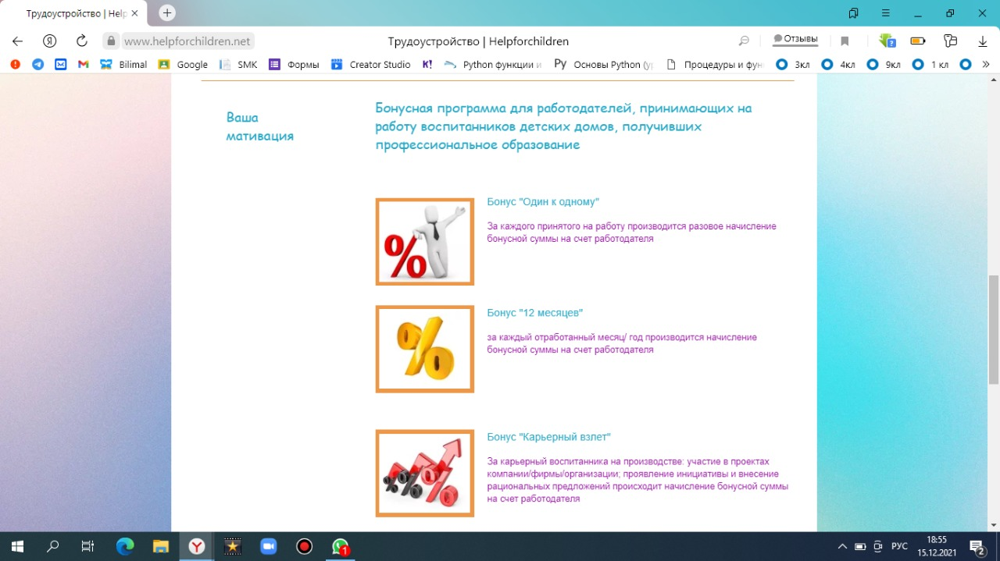 Трудоустройство | Help
www.helpforchildren.net
Трудоустройство | Helpforchildren
Отзывы
Bilimal
Google
SMK
Формы
Creator Studio
K!
Python функции и
Py
Основы Python (ур
Процедуры и фун
3кл
4кл
9кл
1 кл
Ваша
мативация
Бонусная программа для работодателей, принимающих на
работу воспитанников детских домов, получивших
профессиональное образование
Бонус "Один к одному"
За каждого принятого на работу производится разовое начисление
бонусной суммы на счет работодателя
%
Бонус "12 месяцев"
за каждый отработанный месяц/ год производится начисление
бонусной суммы на счет работодателя
%
Бонус "Карьерный взлет"
За карьерный воспитанника на производстве: участие в проектах
компании/фирмы/организации; проявление инициативы и внесение
рациональных предложений происходит начисление бонусной суммы
на счет работодателя
% % % %
1
РУС
18:55
15.12.2021
2